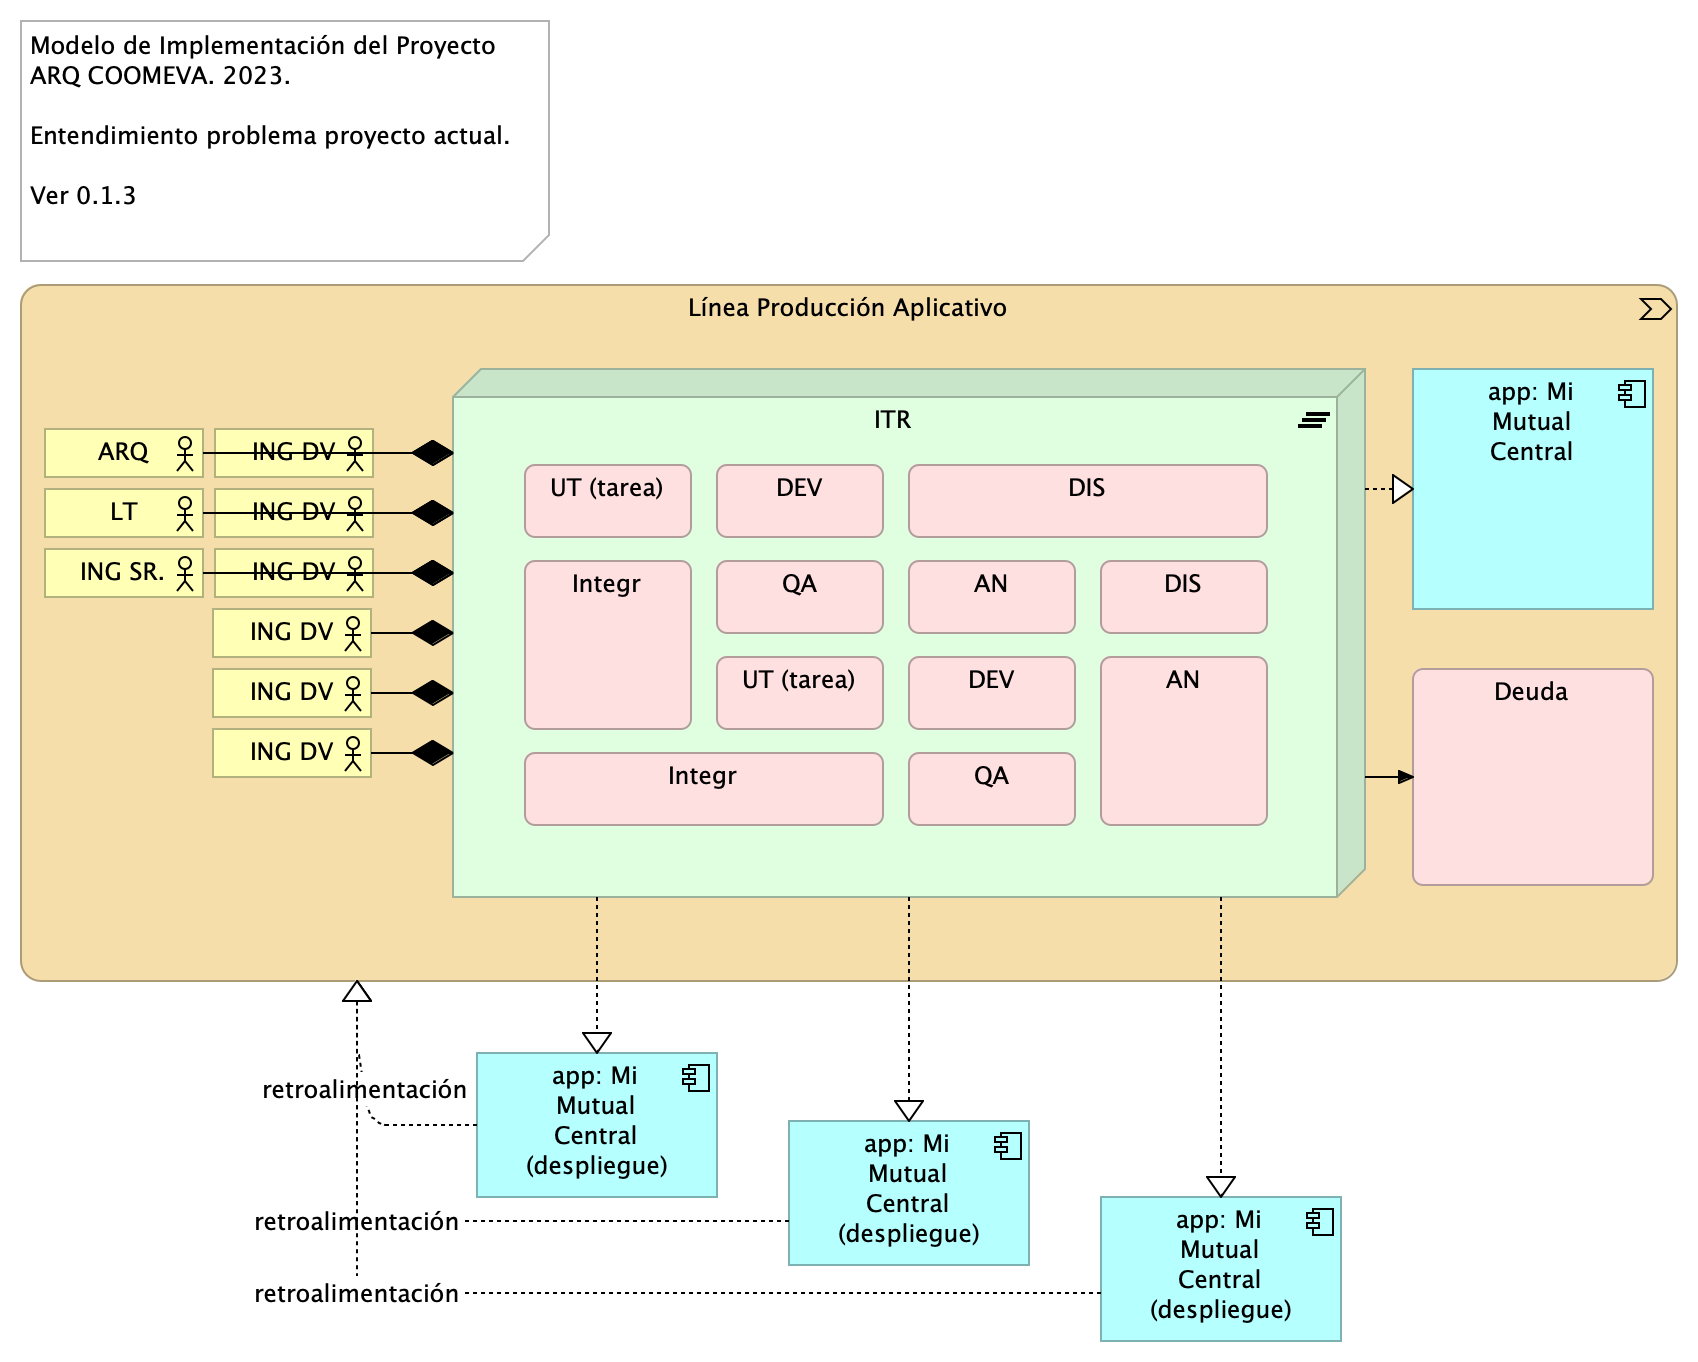 Modelo de Implementación del Proyecto
ARQ COOMEVA. 2023.
Entendimiento problema proyecto actual.
Ver 0.1.3
Línea Producción Aplicativo
ARQ
ING DV
LT
ING DV
ING SR.
ING DV
ING DV
ING DV
ING DV
ITR
UT (tarea)
DEV
DIS
Integr
QA
AN
DIS
UT (tarea)
DEV
AN
Integr
QA
app: Mi
Mutual
Central
Deuda
retroalimentación
app: Mi
Mutual
Central
(despliegue)
retroalimentación
app: Mi
Mutual
Central
(despliegue)
retroalimentación
app: Mi
Mutual
Central
(despliegue)